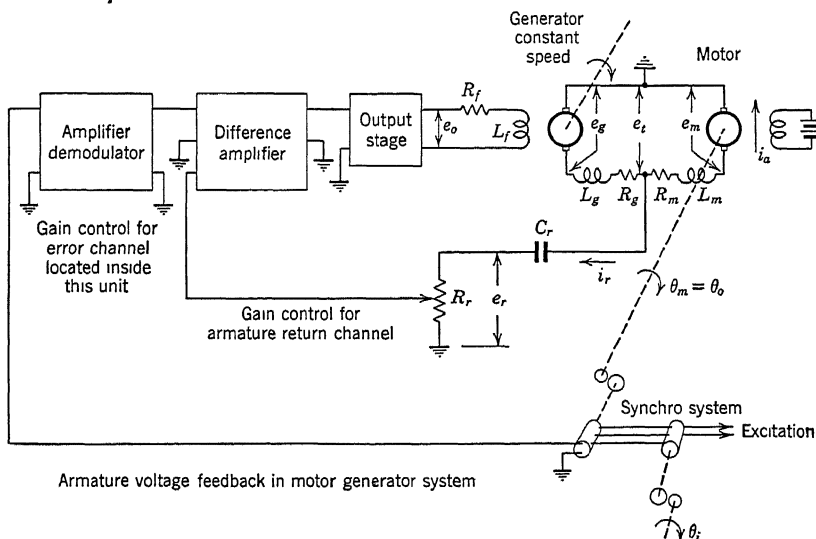 Generator
constant
speed
Motor
Amplifier
demodulator
Difference
amplifier
Output
stage
R_f
e_o
L_f
e_g
e_t
e_m
i_a
L_g
R_g
R_m
L_m
Gain control for
error channel
located inside
this unit
C_r
i_r
R_r
e_r
Gain control for
armature return channel
θ_m = θ_o
Synchro system
Excitation
Armature voltage feedback in motor generator system
θ_i